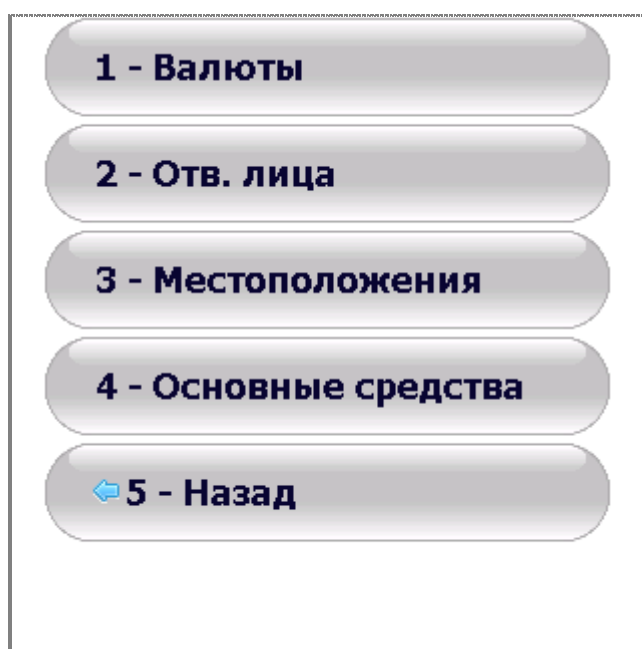 1 - Валюты
2 - Отв. лица
3 - Местоположения
4 - Основные средства
5 - Назад